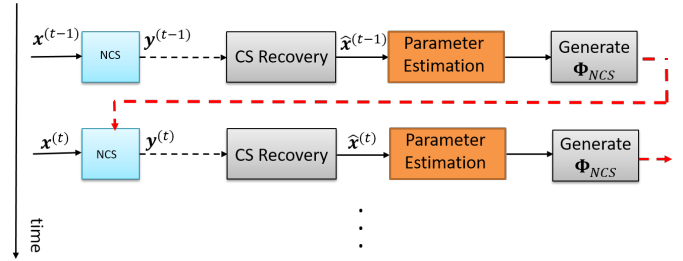 x^(t-1)
NCS
y^(t-1)
CS Recovery
x̂^(t-1)
Parameter
Estimation
Generate
Φ_NCS
x^(t)
NCS
y^(t)
CS Recovery
x̂^(t)
Parameter
Estimation
Generate
Φ_NCS
time